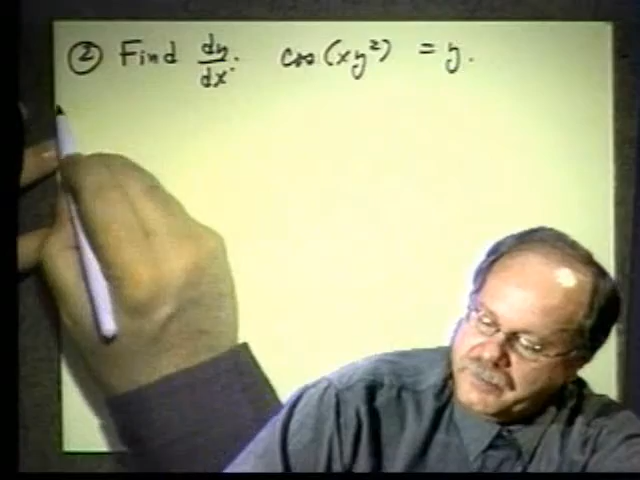 ② Find dy/dx. cos(xy²) = y.